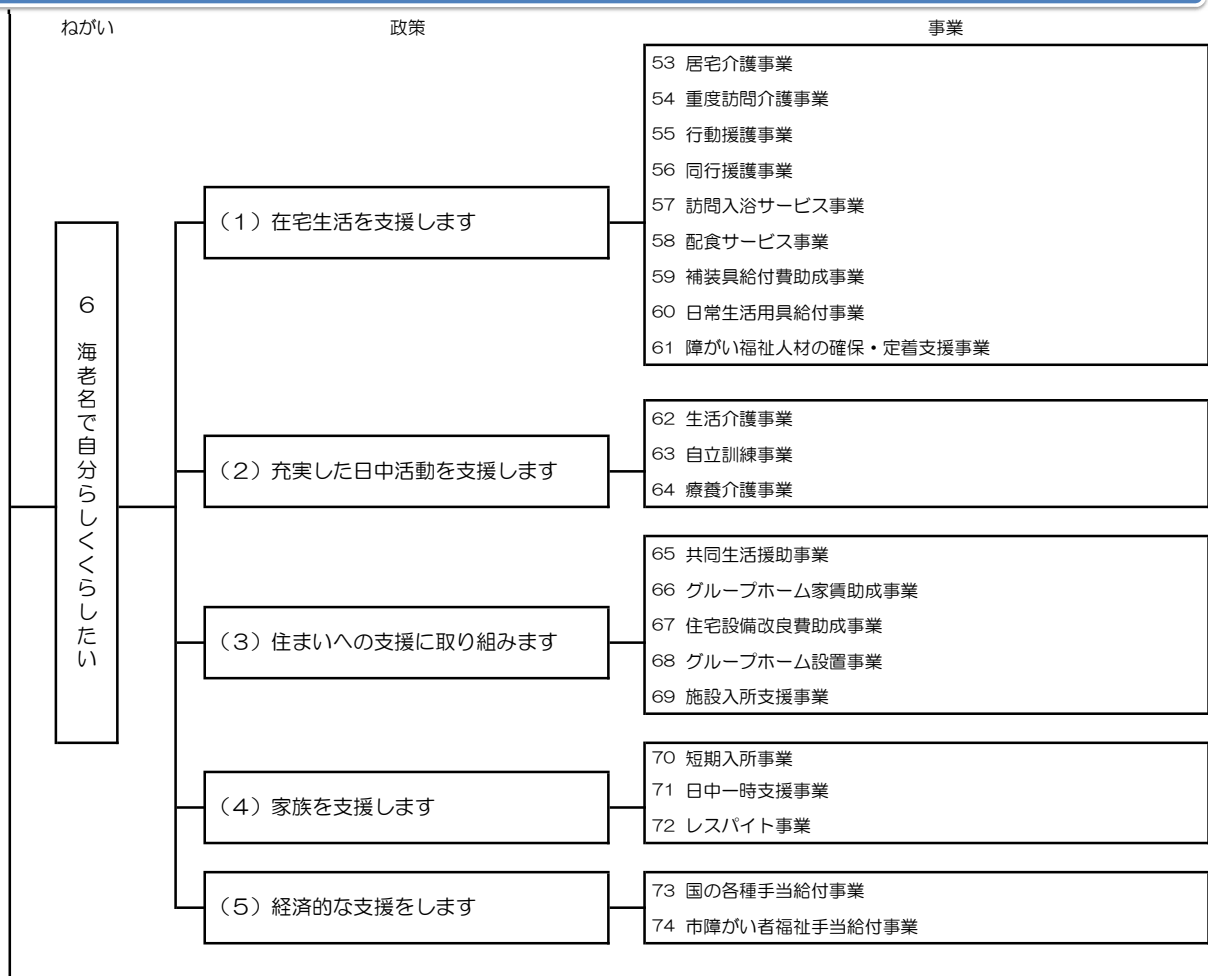 ねがい
政策
事業
6 海老名で自分らしくくらしたい
（1）在宅生活を支援します
53 居宅介護事業
54 重度訪問介護事業
55 行動援護事業
56 同行援護事業
57 訪問入浴サービス事業
58 配食サービス事業
59 補装具給付費助成事業
60 日常生活用具給付事業
61 障がい福祉人材の確保・定着支援事業
（2）充実した日中活動を支援します
62 生活介護事業
63 自立訓練事業
64 療養介護事業
（3）住まいへの支援に取り組みます
65 共同生活援助事業
66 グループホーム家賃助成事業
67 住宅設備改良費助成事業
68 グループホーム設置事業
69 施設入所支援事業
（4）家族を支援します
70 短期入所事業
71 日中一時支援事業
72 レスパイト事業
（5）経済的な支援をします
73 国の各種手当給付事業
74 市障がい者福祉手当給付事業